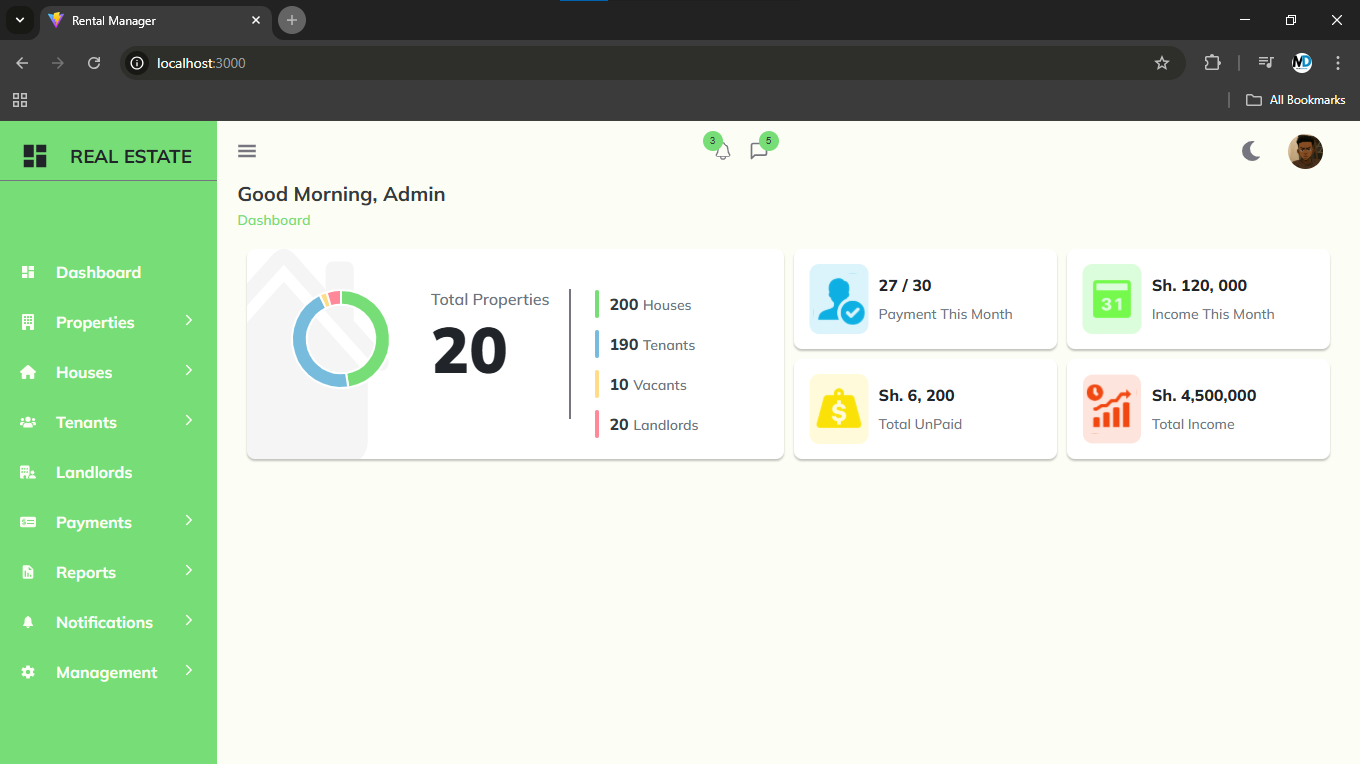 Rental Manager
localhost:3000
All Bookmarks
REAL ESTATE
3
5
Good Morning, Admin
Dashboard
Dashboard
Properties
Houses
Tenants
Landlords
Payments
Reports
Notifications
Management
Total Properties
20
200 Houses
190 Tenants
10 Vacants
20 Landlords
27 / 30
Payment This Month
31
Sh. 120, 000
Income This Month
$
Sh. 6, 200
Total UnPaid
Sh. 4,500,000
Total Income